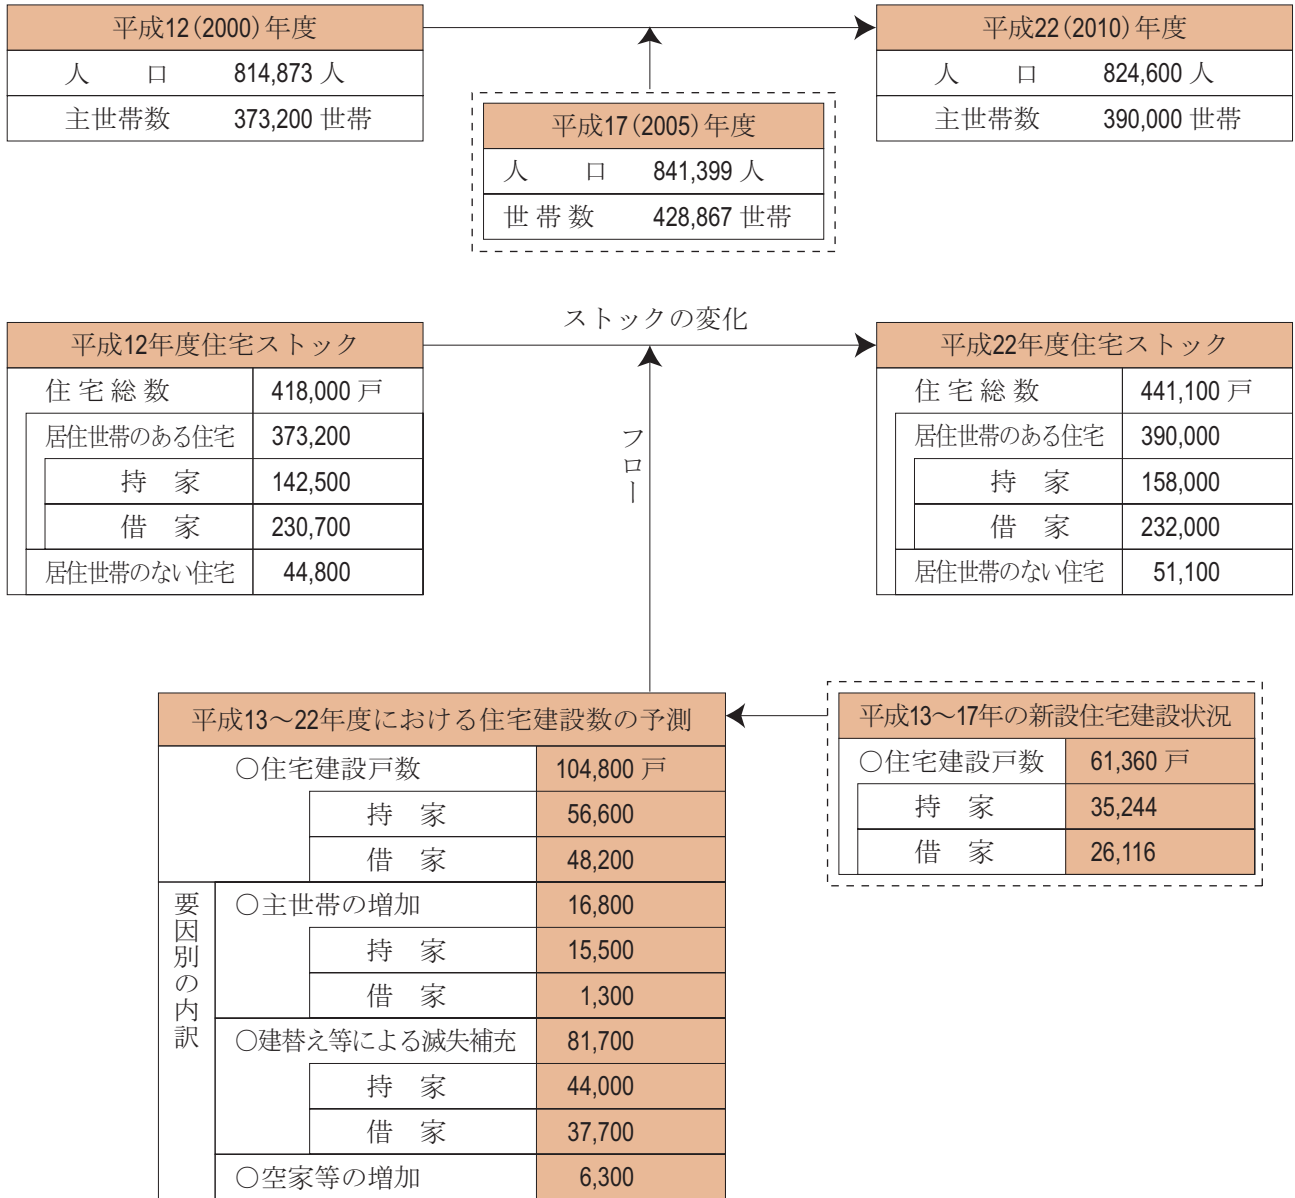 平成12(2000)年度
人　口 814,873 人
主世帯数 373,200 世帯
平成17(2005)年度
人　口 841,399 人
世帯数 428,867 世帯
平成22(2010)年度
人　口 824,600 人
主世帯数 390,000 世帯
平成12年度住宅ストック
住宅総数 418,000 戸
居住世帯のある住宅 373,200
持　家 142,500
借　家 230,700
居住世帯のない住宅 44,800
ストックの変化
フロー
平成22年度住宅ストック
住宅総数 441,100 戸
居住世帯のある住宅 390,000
持　家 158,000
借　家 232,000
居住世帯のない住宅 51,100
平成13～22年度における住宅建設数の予測
○住宅建設戸数 104,800 戸
持　家 56,600
借　家 48,200
要因別の内訳
○主世帯の増加 16,800
持　家 15,500
借　家 1,300
○建替え等による滅失補充 81,700
持　家 44,000
借　家 37,700
○空家等の増加 6,300
平成13～17年の新設住宅建設状況
○住宅建設戸数 61,360 戸
持　家 35,244
借　家 26,116